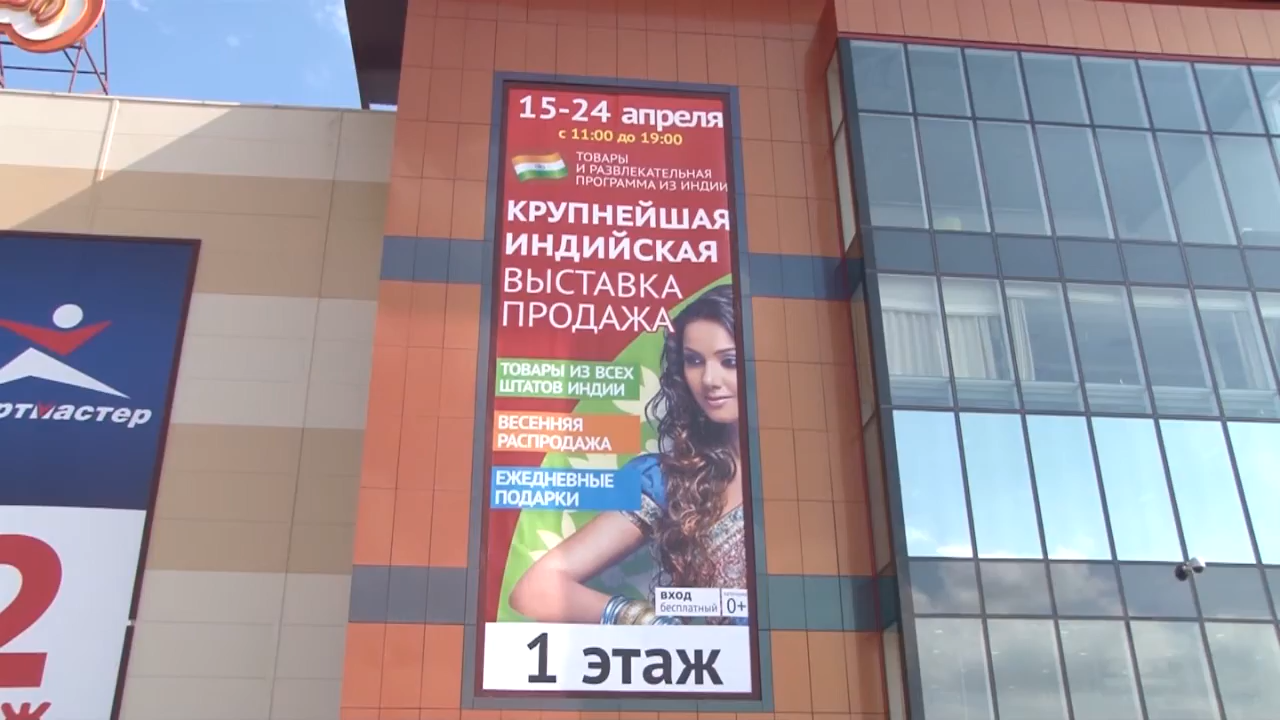 15-24 апреля
с 11:00 до 19:00
ТОВАРЫ
И РАЗВЛЕКАТЕЛЬНАЯ
ПРОГРАММА ИЗ ИНДИИ
КРУПНЕЙШАЯ
ИНДИЙСКАЯ
ВЫСТАВКА
ПРОДАЖА
ТОВАРЫ ИЗ ВСЕХ
ШТАТОВ ИНДИИ
ВЕСЕННЯЯ
РАСПРОДАЖА
ЕЖЕДНЕВНЫЕ
ПОДАРКИ
ВХОД
бесплатный
0+
1 этаж
ртмастер
2